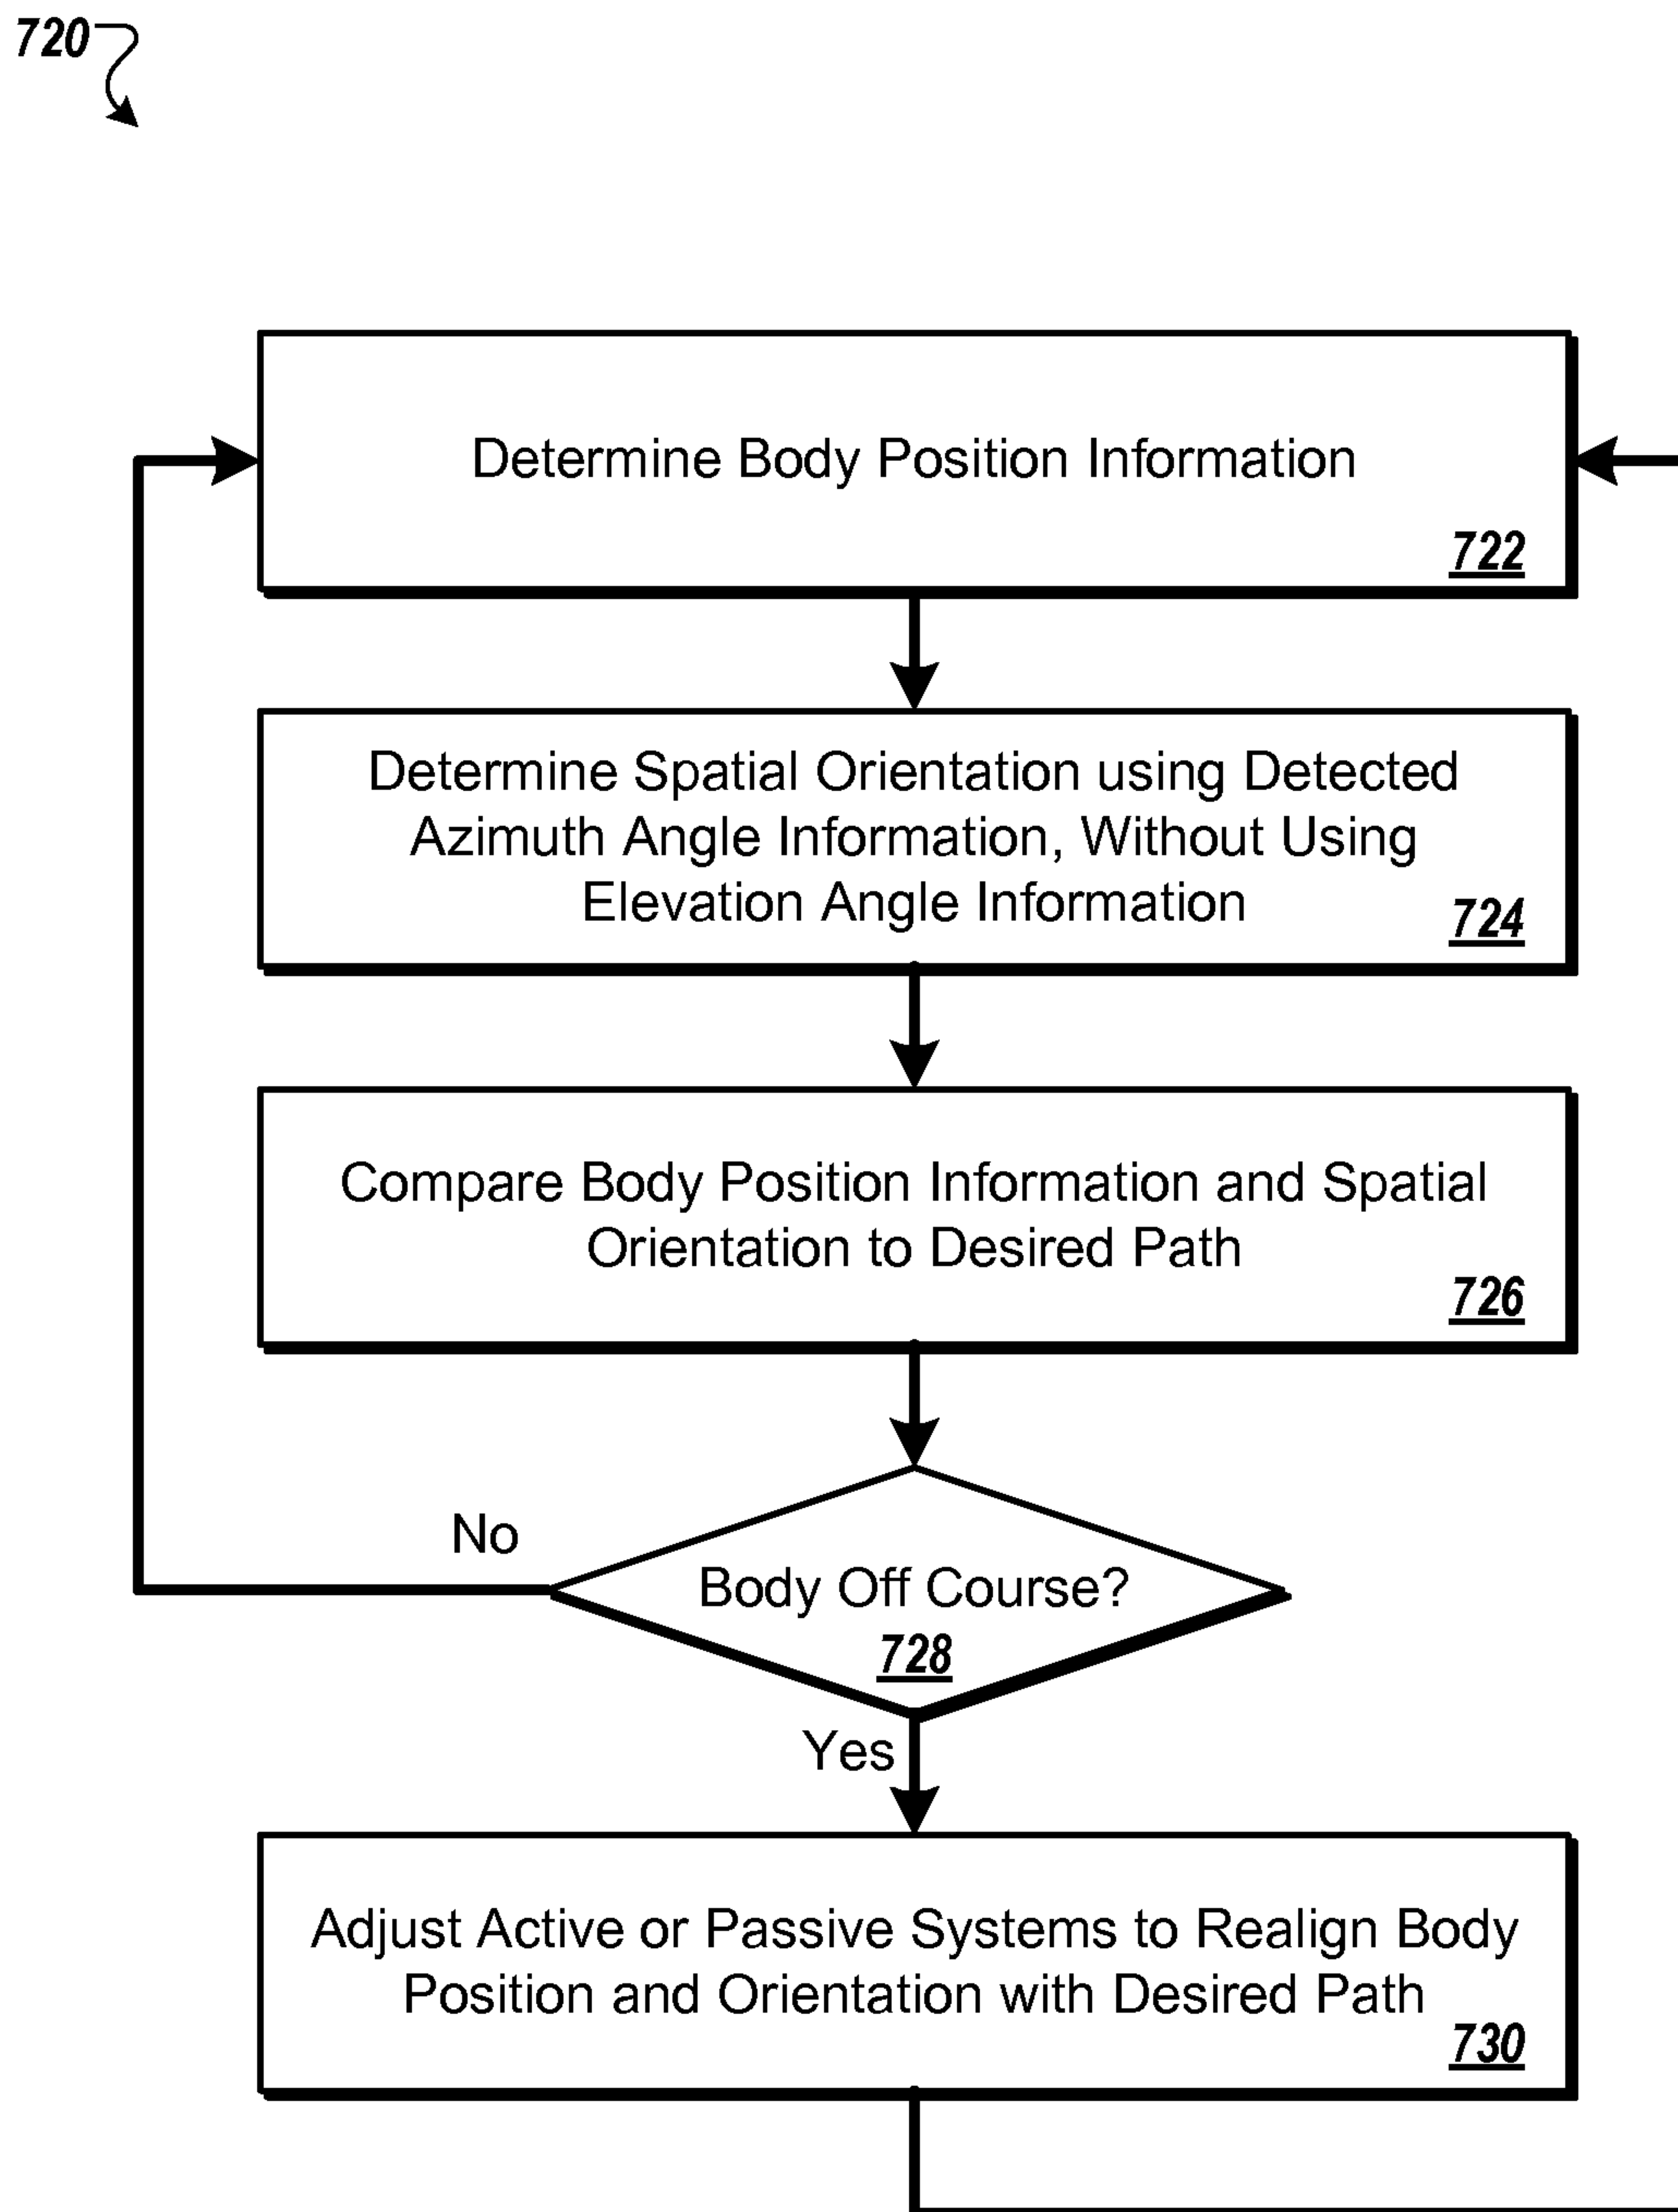 720
Determine Body Position Information
722
Determine Spatial Orientation using Detected
Azimuth Angle Information, Without Using
Elevation Angle Information
724
Compare Body Position Information and Spatial
Orientation to Desired Path
726
No
Body Off Course?
728
Yes
Adjust Active or Passive Systems to Realign Body
Position and Orientation with Desired Path
730